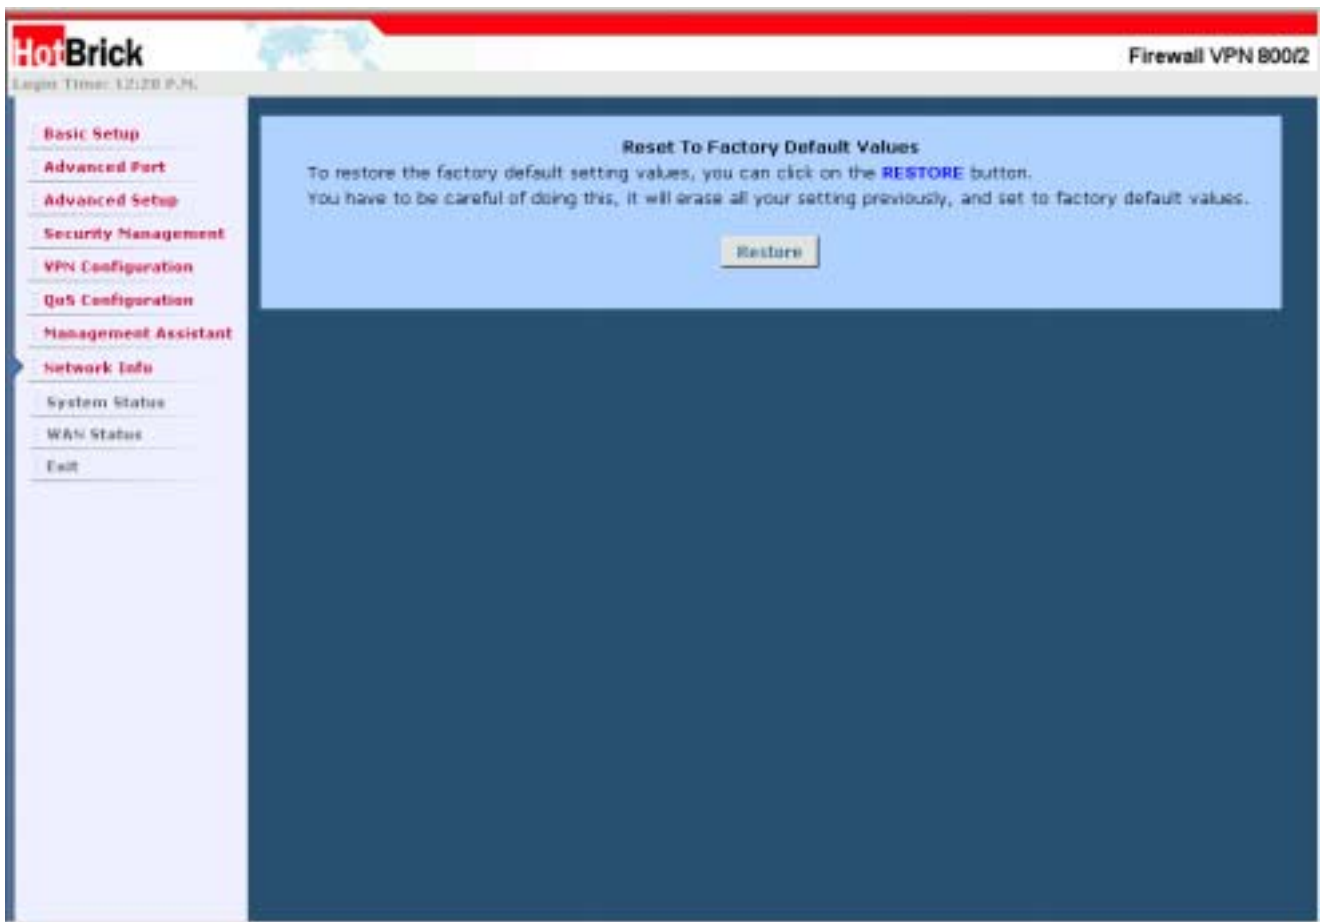 HotBrick
Firewall VPN 800/2
Login Time: 12:28 P.M.
Basic Setup
Advanced Port
Advanced Setup
Security Management
VPN Configuration
QoS Configuration
Management Assistant
Network Info
System Status
WAN Status
Exit
Reset To Factory Default Values
To restore the factory default setting values, you can click on the RESTORE button.
You have to be careful of doing this, it will erase all your setting previously, and set to factory default values.
Restore